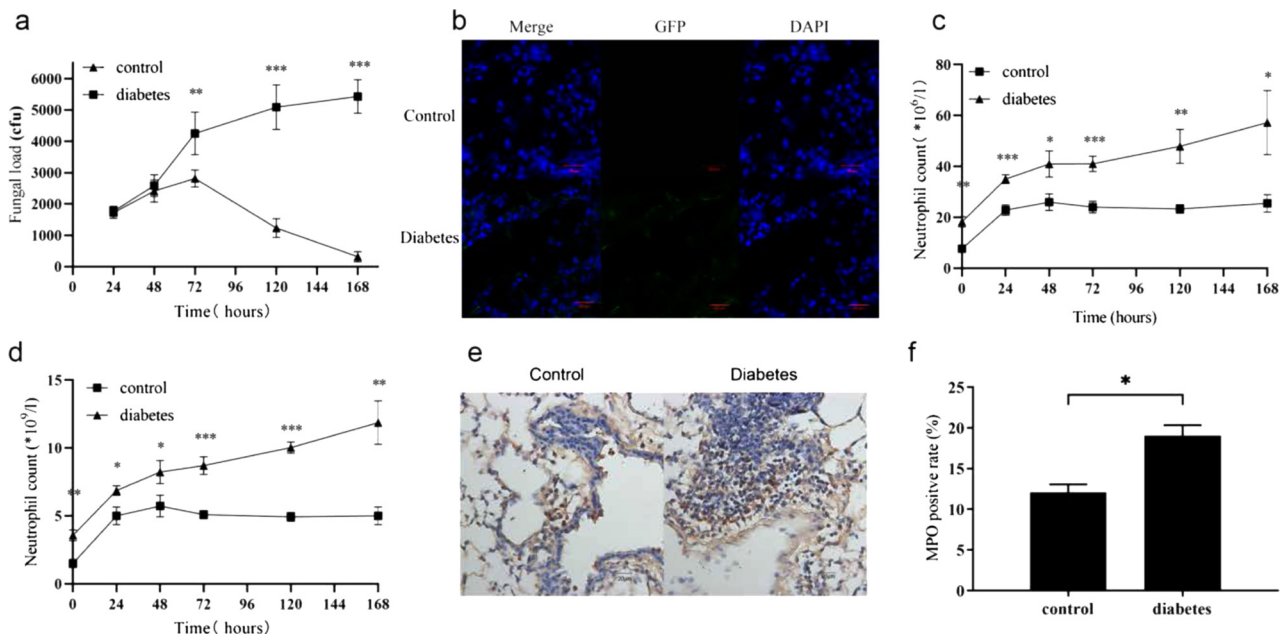 a
control
diabetes
** *** ***
Fungal load (cfu)
6000
5000
4000
3000
2000
1000
0
0 24 48 72 96 120 144 168
Time( hours)
b
Merge GFP DAPI
Control
Diabetes
c
control
diabetes
** *** * *** ** *
Neutrophil count( *10⁶/l)
80
60
40
20
0
0 24 48 72 96 120 144 168
Time (hours)
d
control
diabetes
** * * *** *** **
Neutrophil count (*10⁹/l)
15
10
5
0
0 24 48 72 96 120 144 168
Time( hours)
e
Control Diabetes
f
*
MPO positve rate (%)
25
20
15
10
5
0
control diabetes